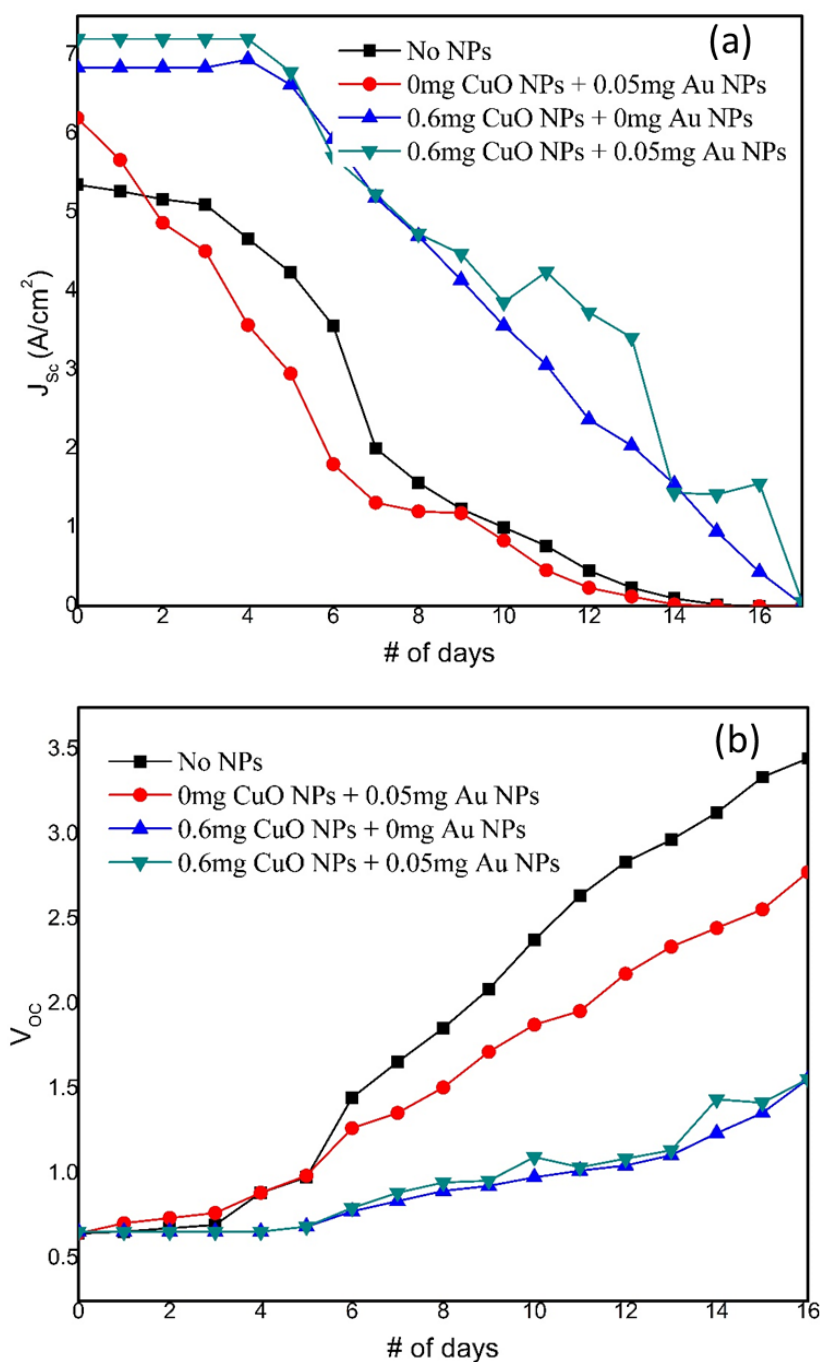 (a)
No NPs
0mg CuO NPs + 0.05mg Au NPs
0.6mg CuO NPs + 0mg Au NPs
0.6mg CuO NPs + 0.05mg Au NPs
7
6
5
4
3
2
1
0
J_Sc (A/cm²)
0 2 4 6 8 10 12 14 16
# of days
(b)
No NPs
0mg CuO NPs + 0.05mg Au NPs
0.6mg CuO NPs + 0mg Au NPs
0.6mg CuO NPs + 0.05mg Au NPs
3.5
3.0
2.5
2.0
1.5
1.0
0.5
V_OC
0 2 4 6 8 10 12 14 16
# of days